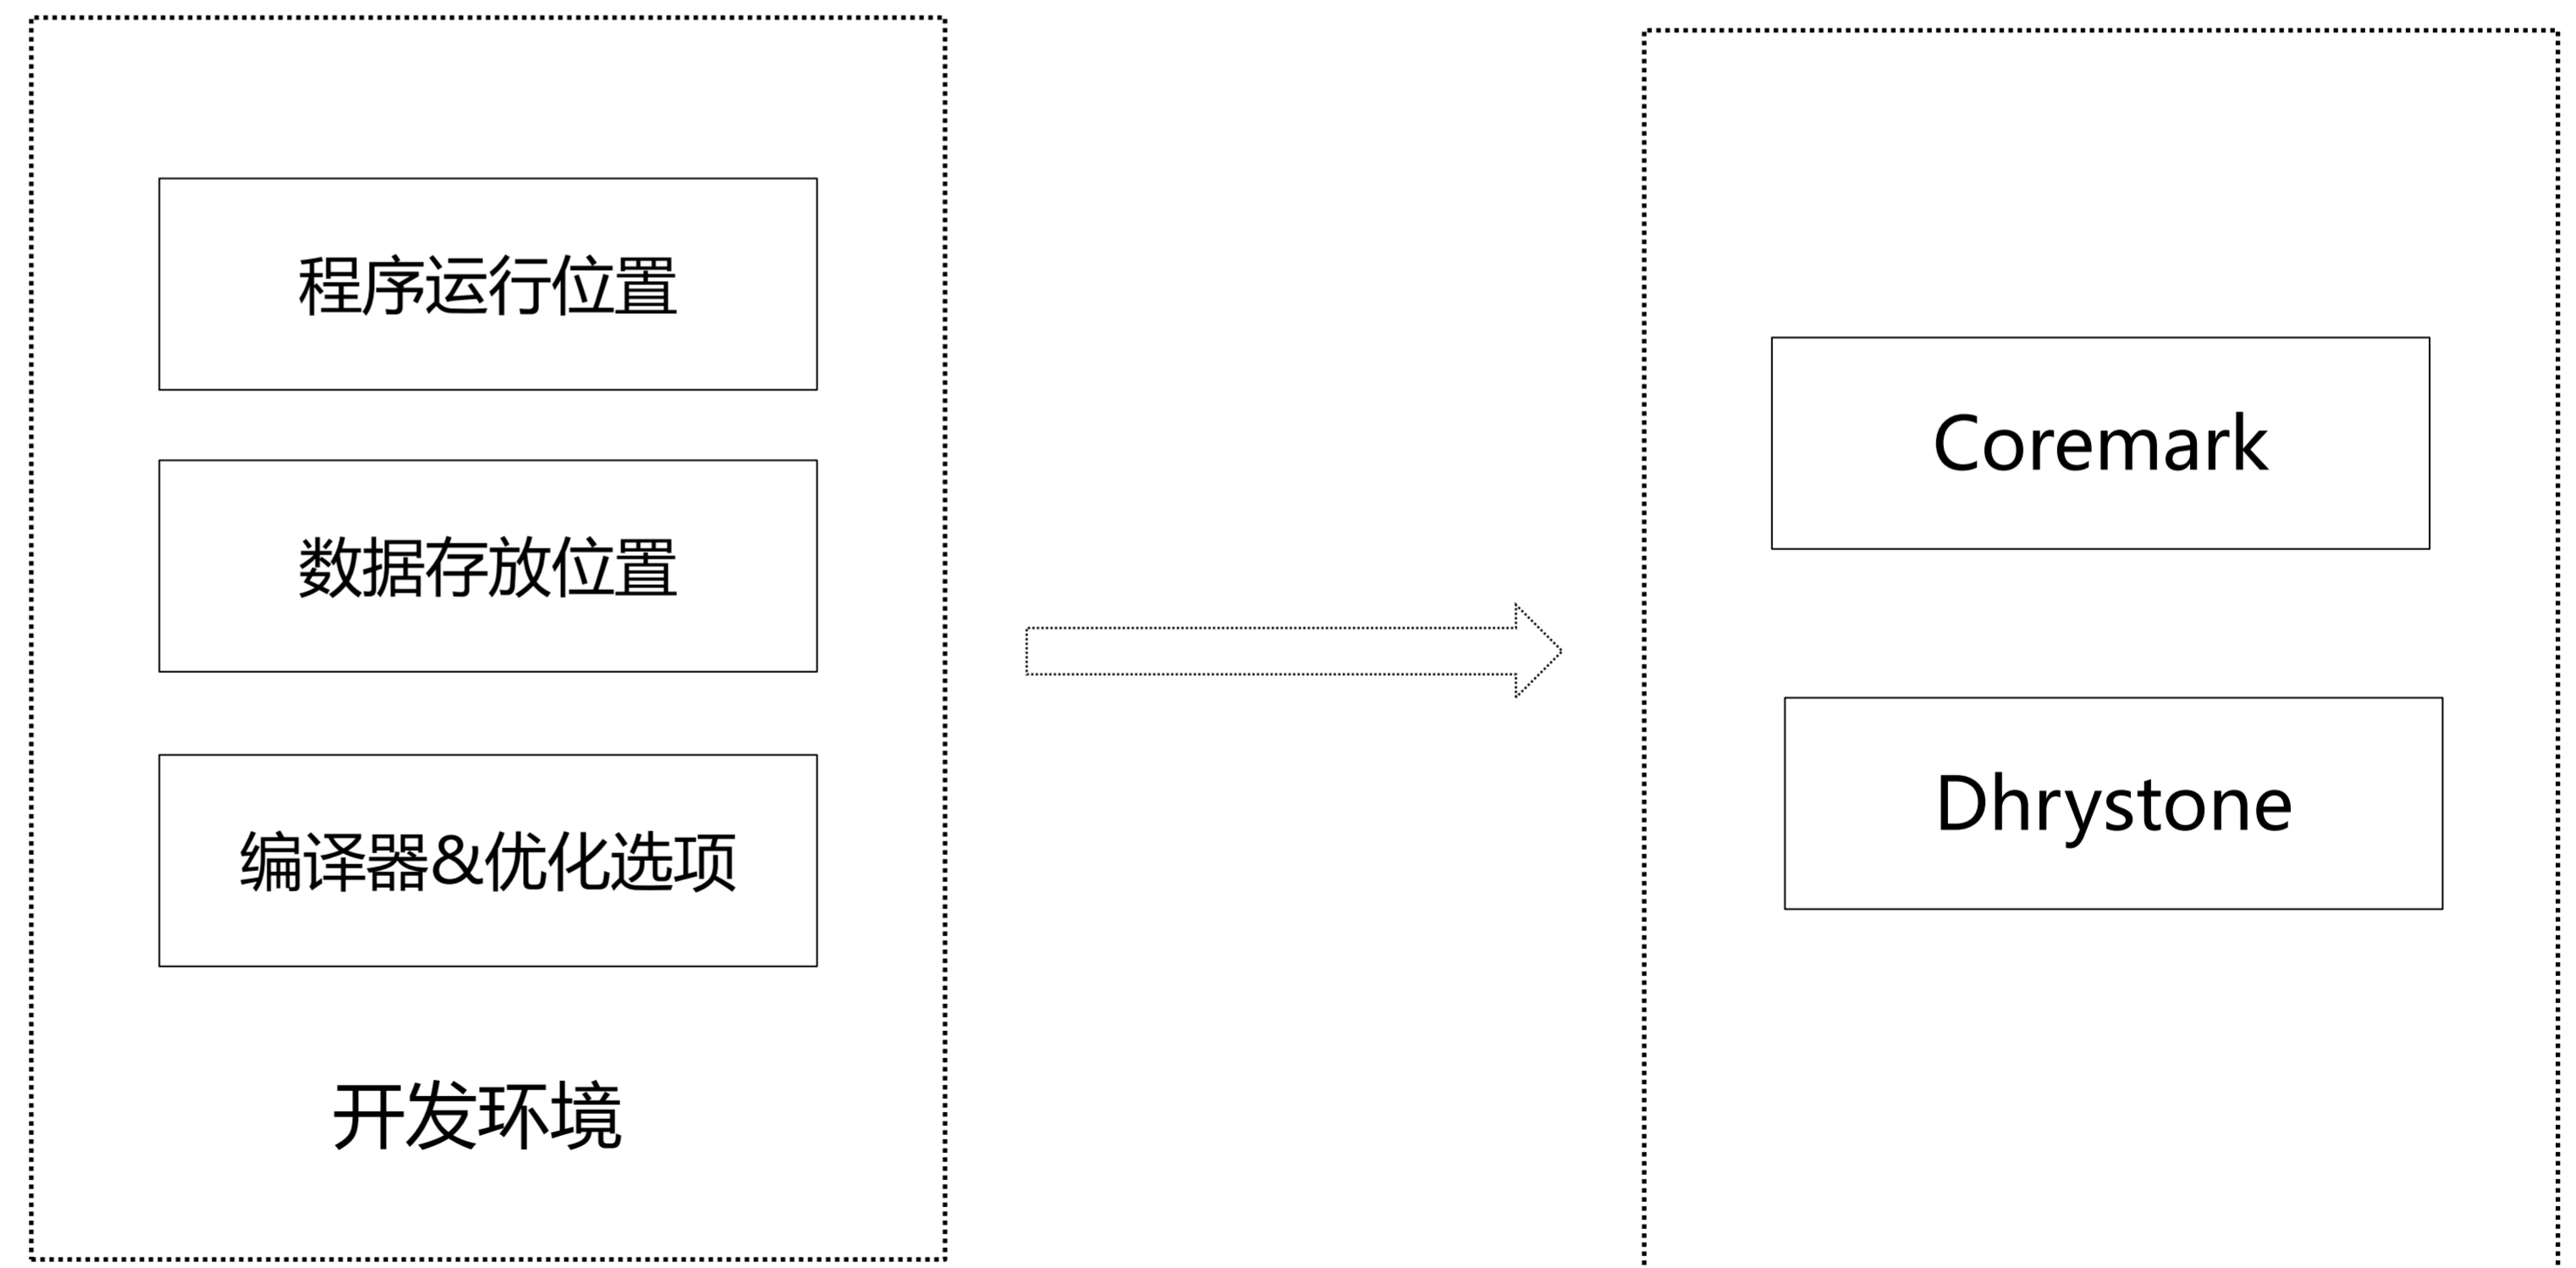 程序运行位置
数据存放位置
编译器&优化选项
开发环境
Coremark
Dhrystone